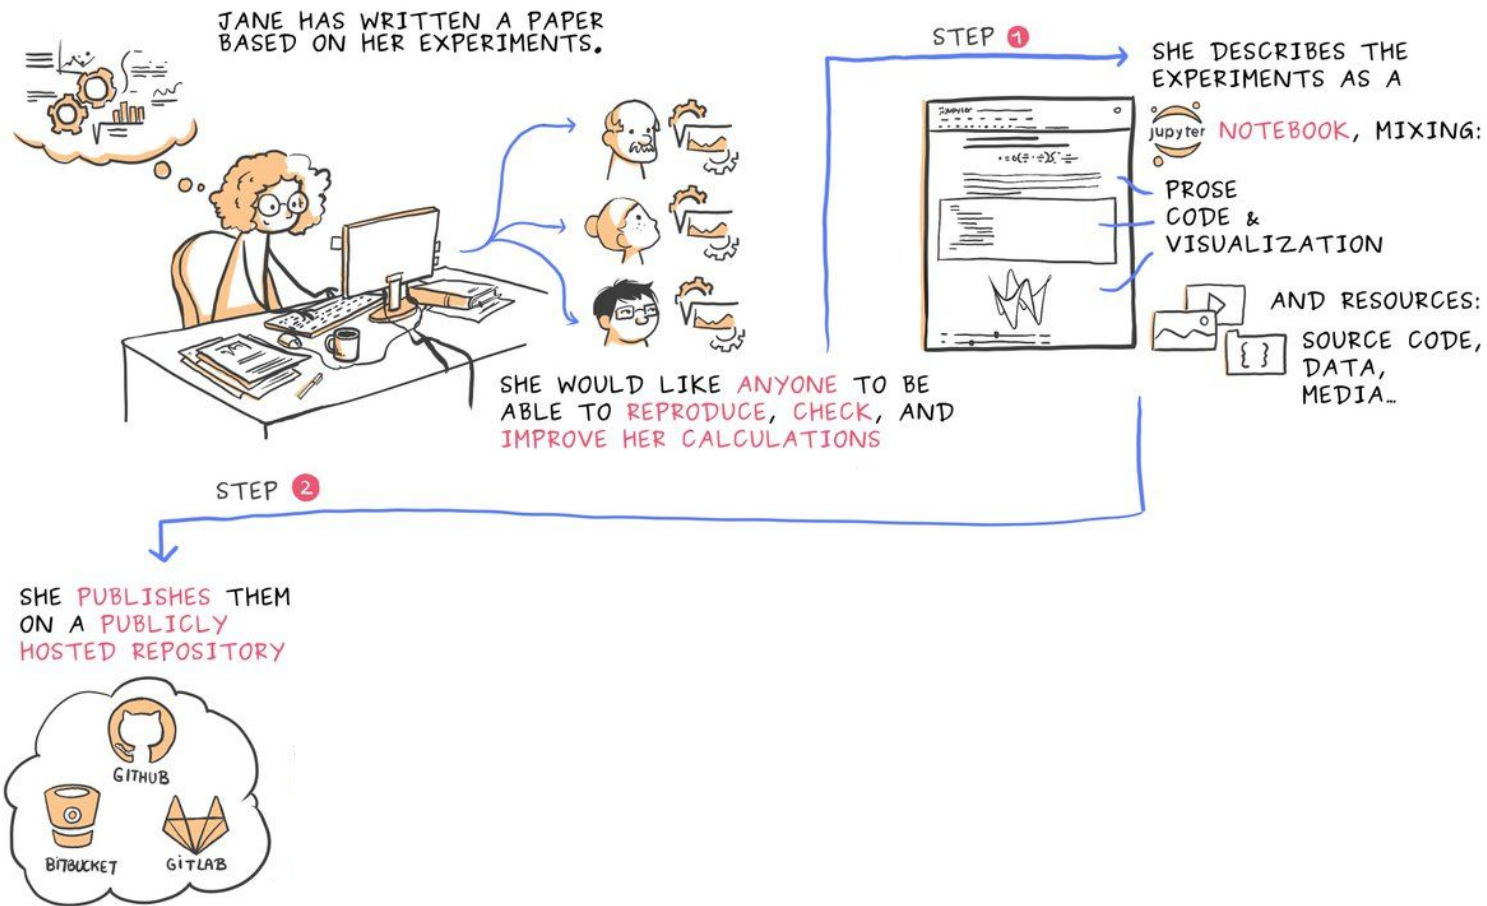 JANE HAS WRITTEN A PAPER
BASED ON HER EXPERIMENTS.
SHE WOULD LIKE ANYONE TO BE
ABLE TO REPRODUCE, CHECK, AND
IMPROVE HER CALCULATIONS
STEP 1
SHE DESCRIBES THE
EXPERIMENTS AS A
jupyter NOTEBOOK, MIXING:
PROSE
CODE &
VISUALIZATION
AND RESOURCES:
SOURCE CODE,
DATA,
MEDIA...
STEP 2
SHE PUBLISHES THEM
ON A PUBLICLY
HOSTED REPOSITORY
GITHUB
BITBUCKET
GITLAB